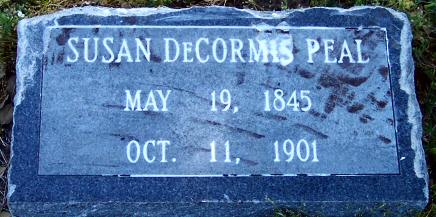 SUSAN DECORMIS PEAL
MAY 19, 1845
OCT. 11, 1901